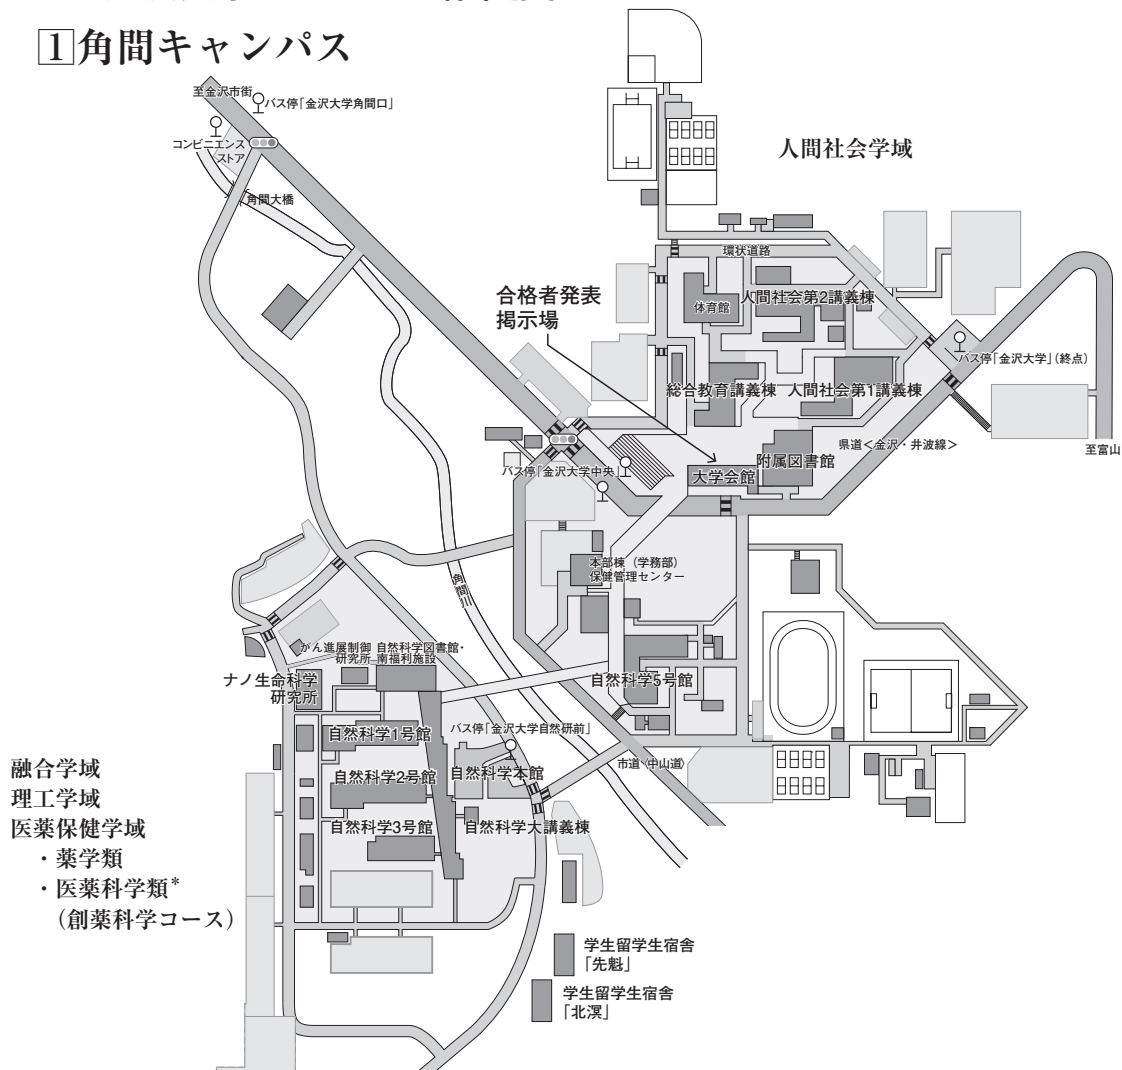 1角間キャンパス
至金沢市街
バス停「金沢大学角間口」
コンビニエンス
ストア
角間大橋
人間社会学域
環状道路
合格者発表
掲示場
体育館
人間社会第2講義棟
バス停「金沢大学」（終点）
総合教育講義棟
人間社会第1講義棟
県道＜金沢・井波線＞
至富山
附属図書館
大学会館
バス停「金沢大学中央」
本部棟（学務部）
保健管理センター
角間川
がん進展制御
研究所
自然科学図書館・
南福利施設
ナノ生命科学
研究所
自然科学5号館
バス停「金沢大学自然研前」
自然科学1号館
自然科学2号館
自然科学本館
市道〈中山道〉
自然科学3号館
自然科学大講義棟
融合学域
理工学域
医薬保健学域
・薬学類
・医薬科学類*
（創薬科学コース）
学生留学生宿舎
「先魁」
学生留学生宿舎
「北溟」